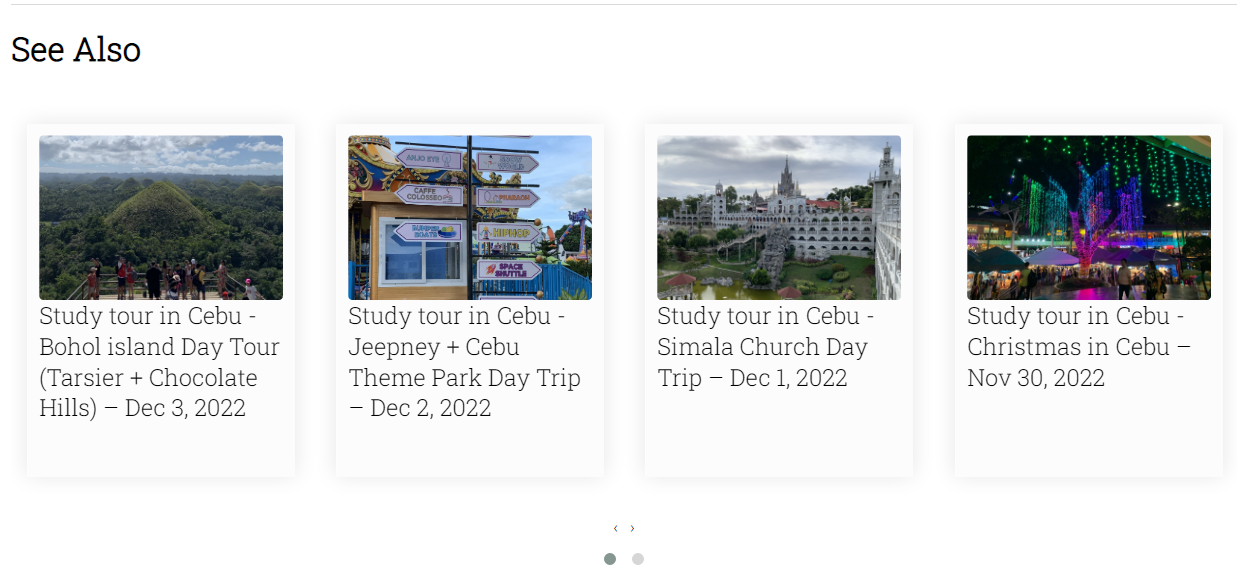 See Also
ANJO EYE
SNOW WORLD
CAFFE COLOSSEO
PHARAOH
BUMPER BOATS
HIPHOP
SPACE SHUTTLE
Study tour in Cebu -
Bohol island Day Tour
(Tarsier + Chocolate
Hills) – Dec 3, 2022
Study tour in Cebu -
Jeepney + Cebu
Theme Park Day Trip
– Dec 2, 2022
Study tour in Cebu -
Simala Church Day
Trip – Dec 1, 2022
Study tour in Cebu -
Christmas in Cebu –
Nov 30, 2022
‹ ›